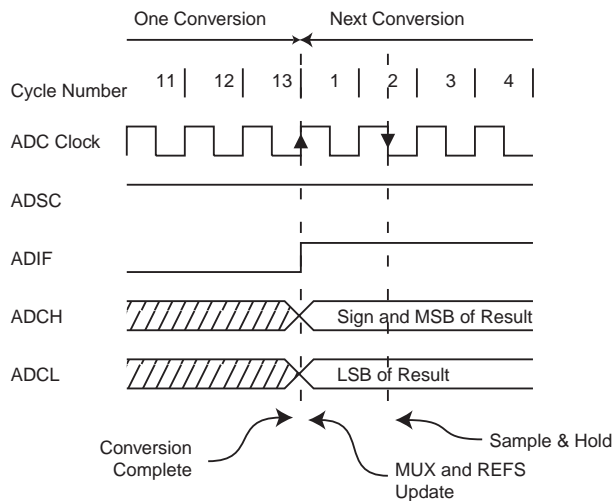 One Conversion Next Conversion
Cycle Number 11 12 13 1 2 3 4
ADC Clock
ADSC
ADIF
ADCH Sign and MSB of Result
ADCL LSB of Result
Conversion
Complete
MUX and REFS
Update
Sample & Hold